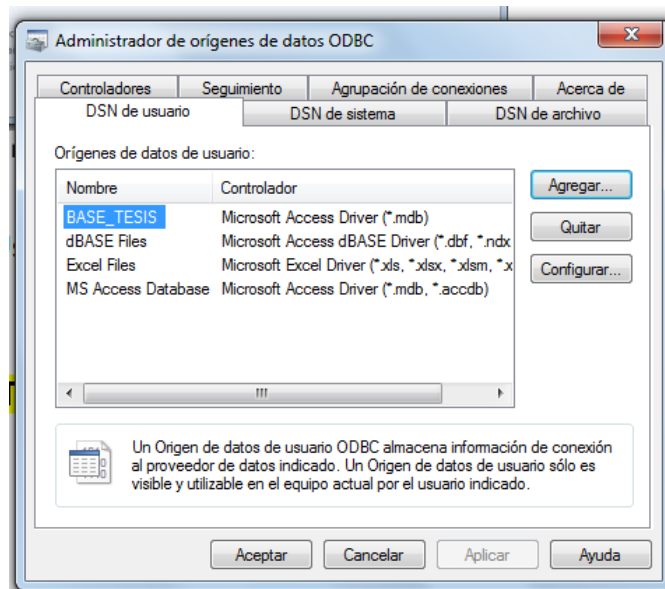 Administrador de orígenes de datos ODBC
Controladores Seguimiento Agrupación de conexiones Acerca de
DSN de usuario DSN de sistema DSN de archivo
Orígenes de datos de usuario:
Nombre Controlador
BASE_TESIS Microsoft Access Driver (*.mdb)
dBASE Files Microsoft Access dBASE Driver (*.dbf, *.ndx
Excel Files Microsoft Excel Driver (*.xls, *.xlsx, *.xlsm, *.x
MS Access Database Microsoft Access Driver (*.mdb, *.accdb)
Agregar...
Quitar
Configurar...
Un Origen de datos de usuario ODBC almacena información de conexión
al proveedor de datos indicado. Un Origen de datos de usuario sólo es
visible y utilizable en el equipo actual por el usuario indicado.
Aceptar Cancelar Aplicar Ayuda